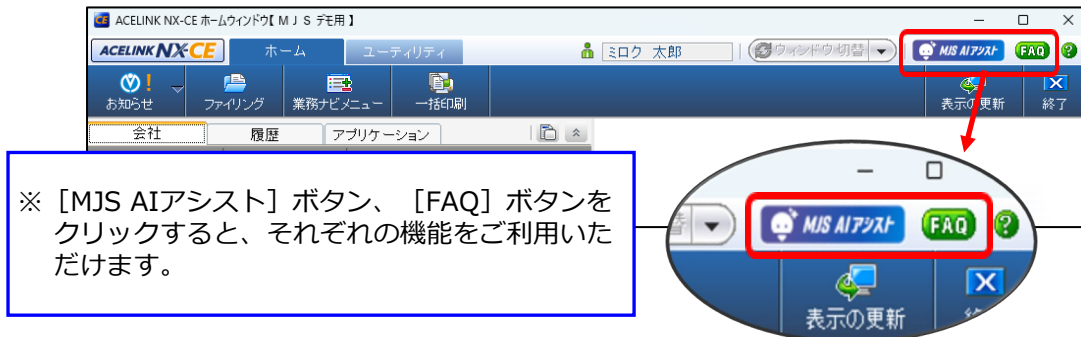 CE ACELINK NX-CE ホームウィンドウ【ＭＪＳ デモ用】
ACELINK NX-CE ホーム ユーティリティ ミロク 太郎 ウィンドウ切替 MJS AIアシスト FAQ ?
お知らせ ファイリング 業務ナビメニュー 一括印刷 表示の更新 終了
会社 履歴 アプリケーション
※［MJS AIアシスト］ボタン、［FAQ］ボタンを
クリックすると、それぞれの機能をご利用いた
だけます。
替 MJS AIアシスト FAQ ?
表示の更新